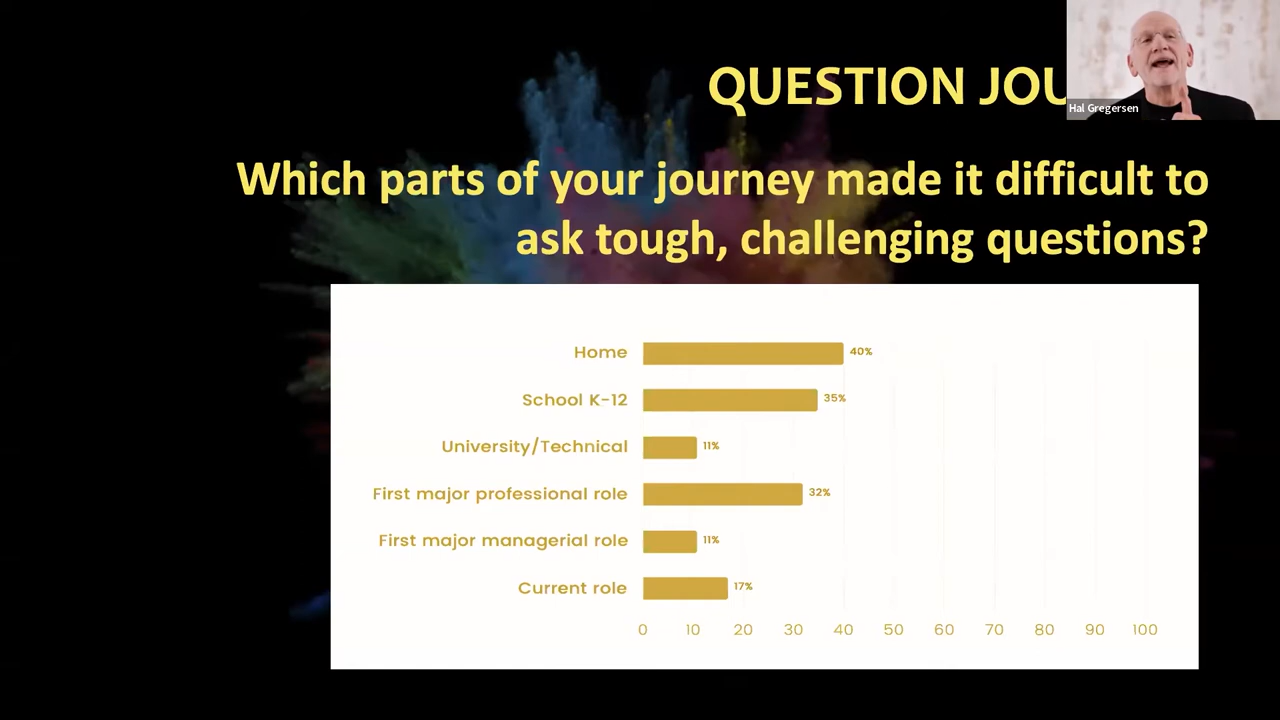 QUESTION JOU
Hal Gregersen
Which parts of your journey made it difficult to
ask tough, challenging questions?
Home 40%
School K-12 35%
University/Technical 11%
First major professional role 32%
First major managerial role 11%
Current role 17%
0 10 20 30 40 50 60 70 80 90 100